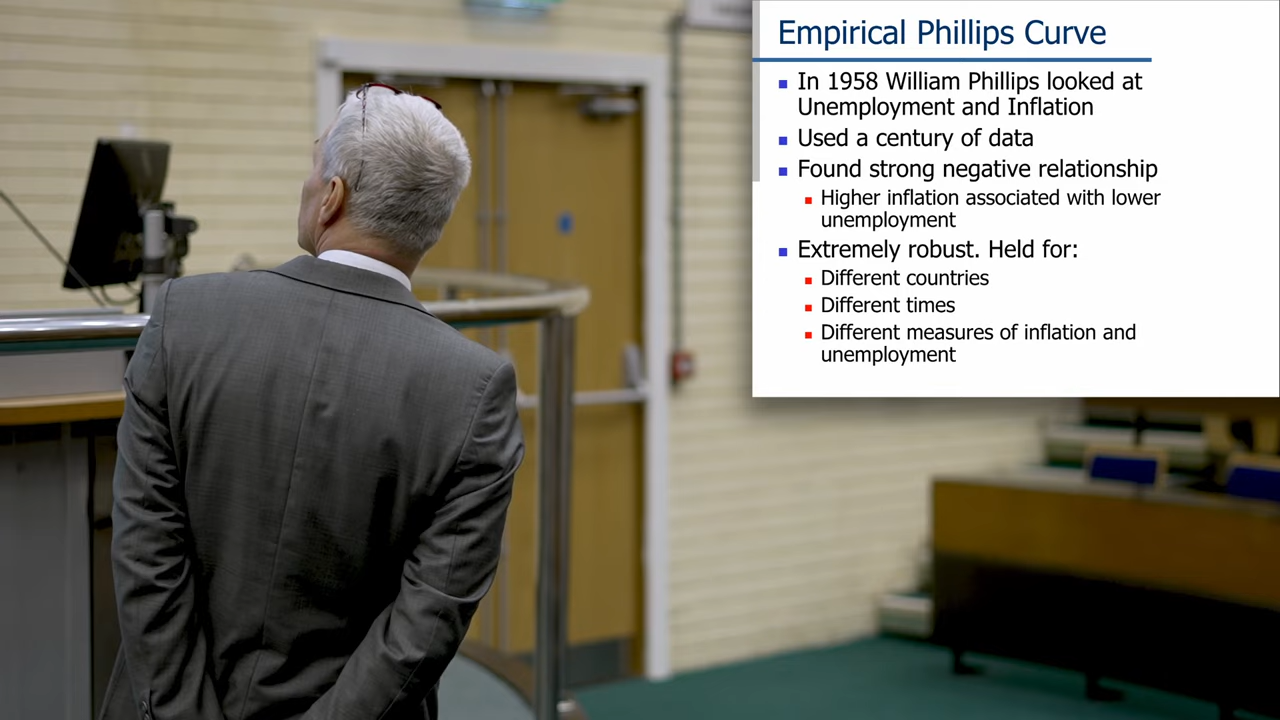 Empirical Phillips Curve
In 1958 William Phillips looked at
Unemployment and Inflation
Used a century of data
Found strong negative relationship
Higher inflation associated with lower
unemployment
Extremely robust. Held for:
Different countries
Different times
Different measures of inflation and
unemployment